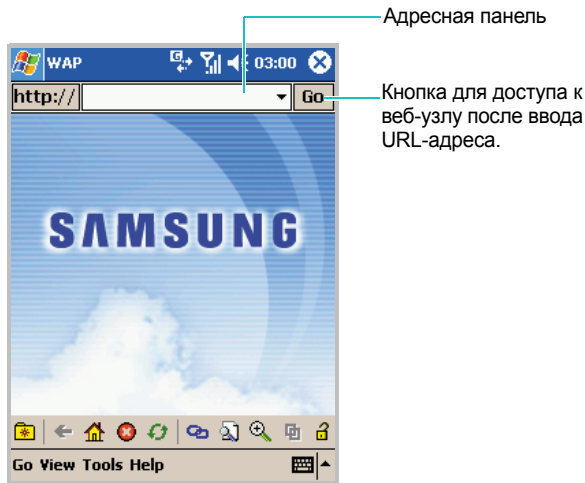 Адресная панель
WAP 03:00
http:// Go
Кнопка для доступа к
веб-узлу после ввода
URL-адреса.
SAMSUNG
Go View Tools Help